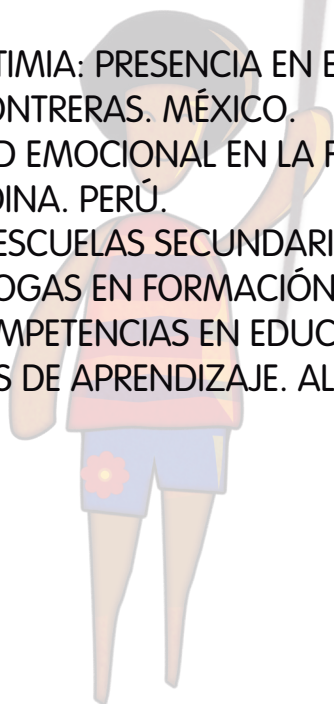 TIMIA: PRESENCIA EN E
ONTRERAS. MÉXICO.
D EMOCIONAL EN LA F
DINA. PERÚ.
ESCUELAS SECUNDARI
OGAS EN FORMACIÓN
MPETENCIAS EN EDUC
S DE APRENDIZAJE. AL